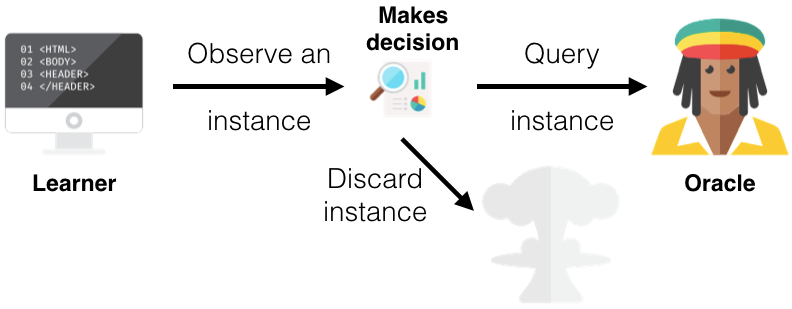 Makes
decision
01 <HTML>
02 <BODY>
03 <HEADER>
04 </HEADER>
Observe an
instance
Query
instance
Discard
instance
Learner
Oracle